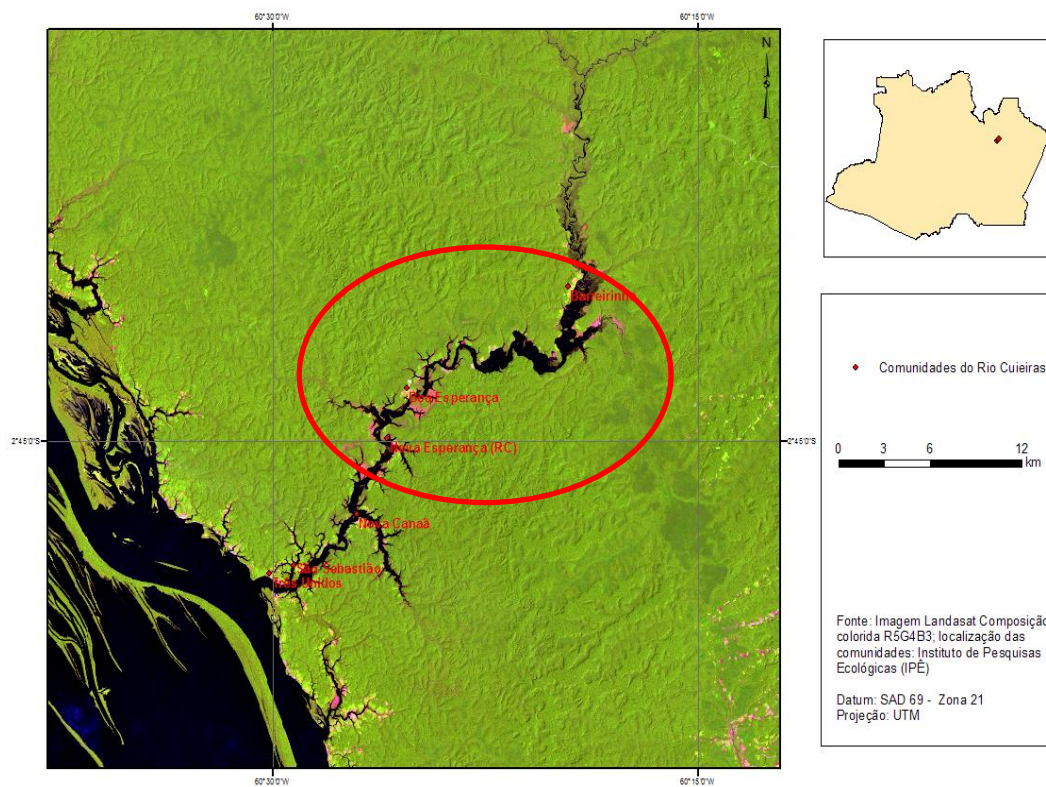 60°30'0"W
60°15'0"W
N
Barreirinha
Boa Esperança
2°45'0"S
2°45'0"S
Nova Esperança (RC)
Nova Canaã
São Sebastião
Três Unidos
60°30'0"W
60°15'0"W
Comunidades do Rio Cuieiras
0 3 6 12
km
Fonte: Imagem Landasat Composição
colorida R5G4B3; localização das
comunidades: Instituto de Pesquisas
Ecológicas (IPÊ)
Datum: SAD 69 - Zona 21
Projeção: UTM